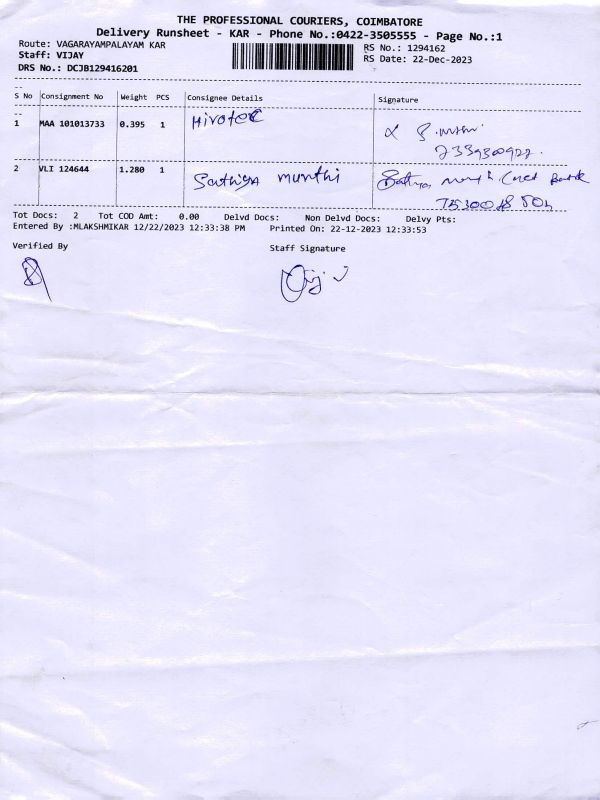 THE PROFESSIONAL COURIERS, COIMBATORE
Delivery Runsheet - KAR - Phone No.:0422-3505555 - Page No.:1
Route: VAGARAYAMPALAYAM KAR
RS No.: 1294162
Staff: VIJAY
RS Date: 22-Dec-2023
DRS No.: DCJB129416201
S No Consignment No Weight PCS Consignee Details Signature
1 MAA 101013733 0.395 1 Hirotec
2 VLI 124644 1.280 1 Sathiya murthi
Tot Docs: 2 Tot COD Amt: 0.00 Delvd Docs: Non Delvd Docs: Delvy Pts:
Entered By :MLAKSHMIKAR 12/22/2023 12:33:38 PM Printed On: 22-12-2023 12:33:53
Verified By Staff Signature